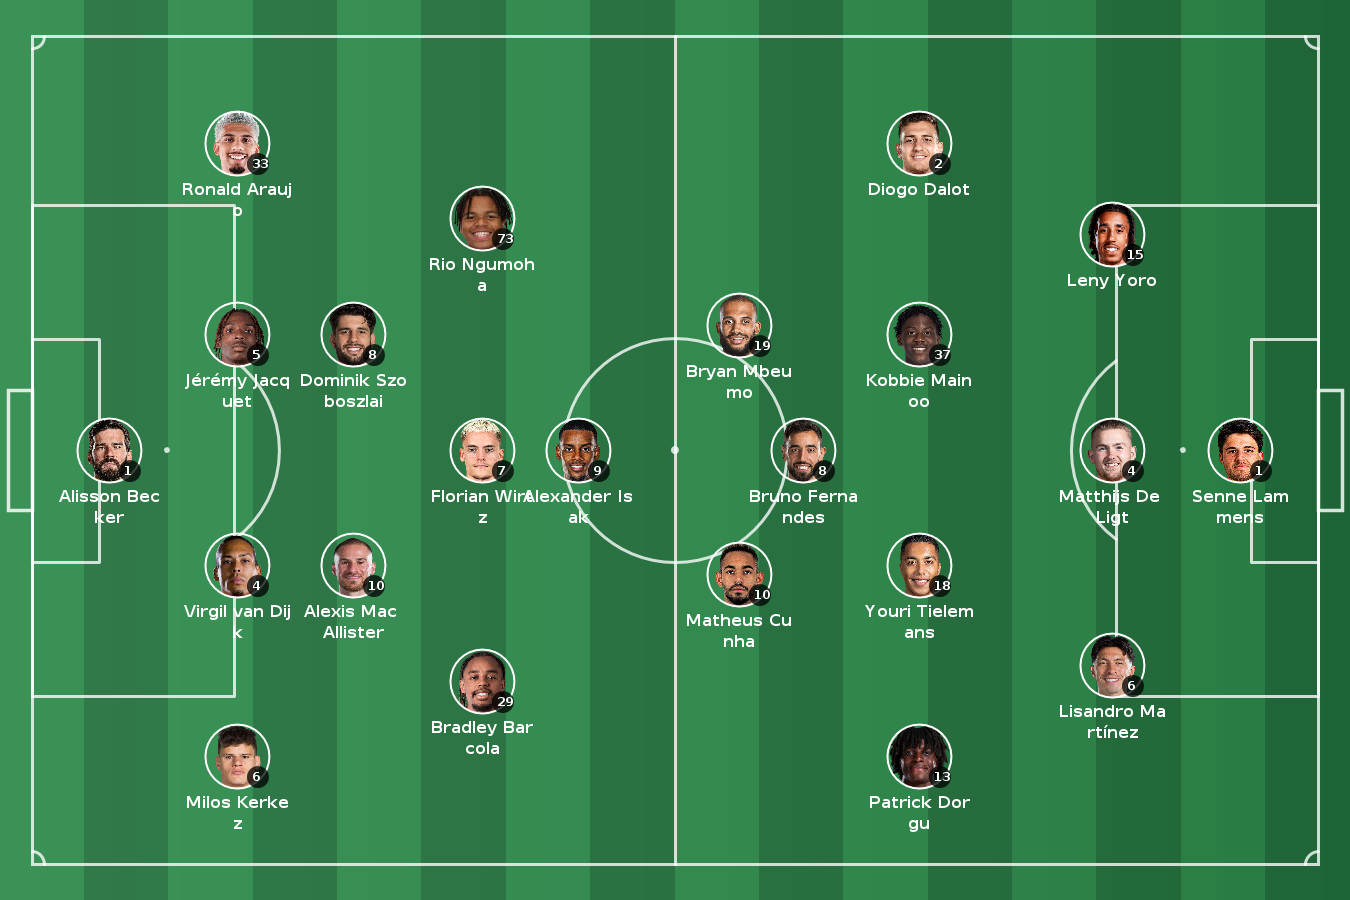 33
Ronald Arauj
o
2
Diogo Dalot
73
Rio Ngumoh
a
15
Leny Yoro
5
Jérémy Jacq
uet
8
Dominik Szo
boszlai
19
Bryan Mbeu
mo
37
Kobbie Main
oo
1
Alisson Bec
ker
7
Florian Wirt
z
9
Alexander Is
ak
8
Bruno Ferna
ndes
4
Matthijs De
Ligt
1
Senne Lam
mens
4
Virgil van Dij
k
10
Alexis Mac
Allister
10
Matheus Cu
nha
18
Youri Tielem
ans
29
Bradley Bar
cola
6
Lisandro Ma
rtínez
6
Milos Kerke
z
13
Patrick Dor
gu